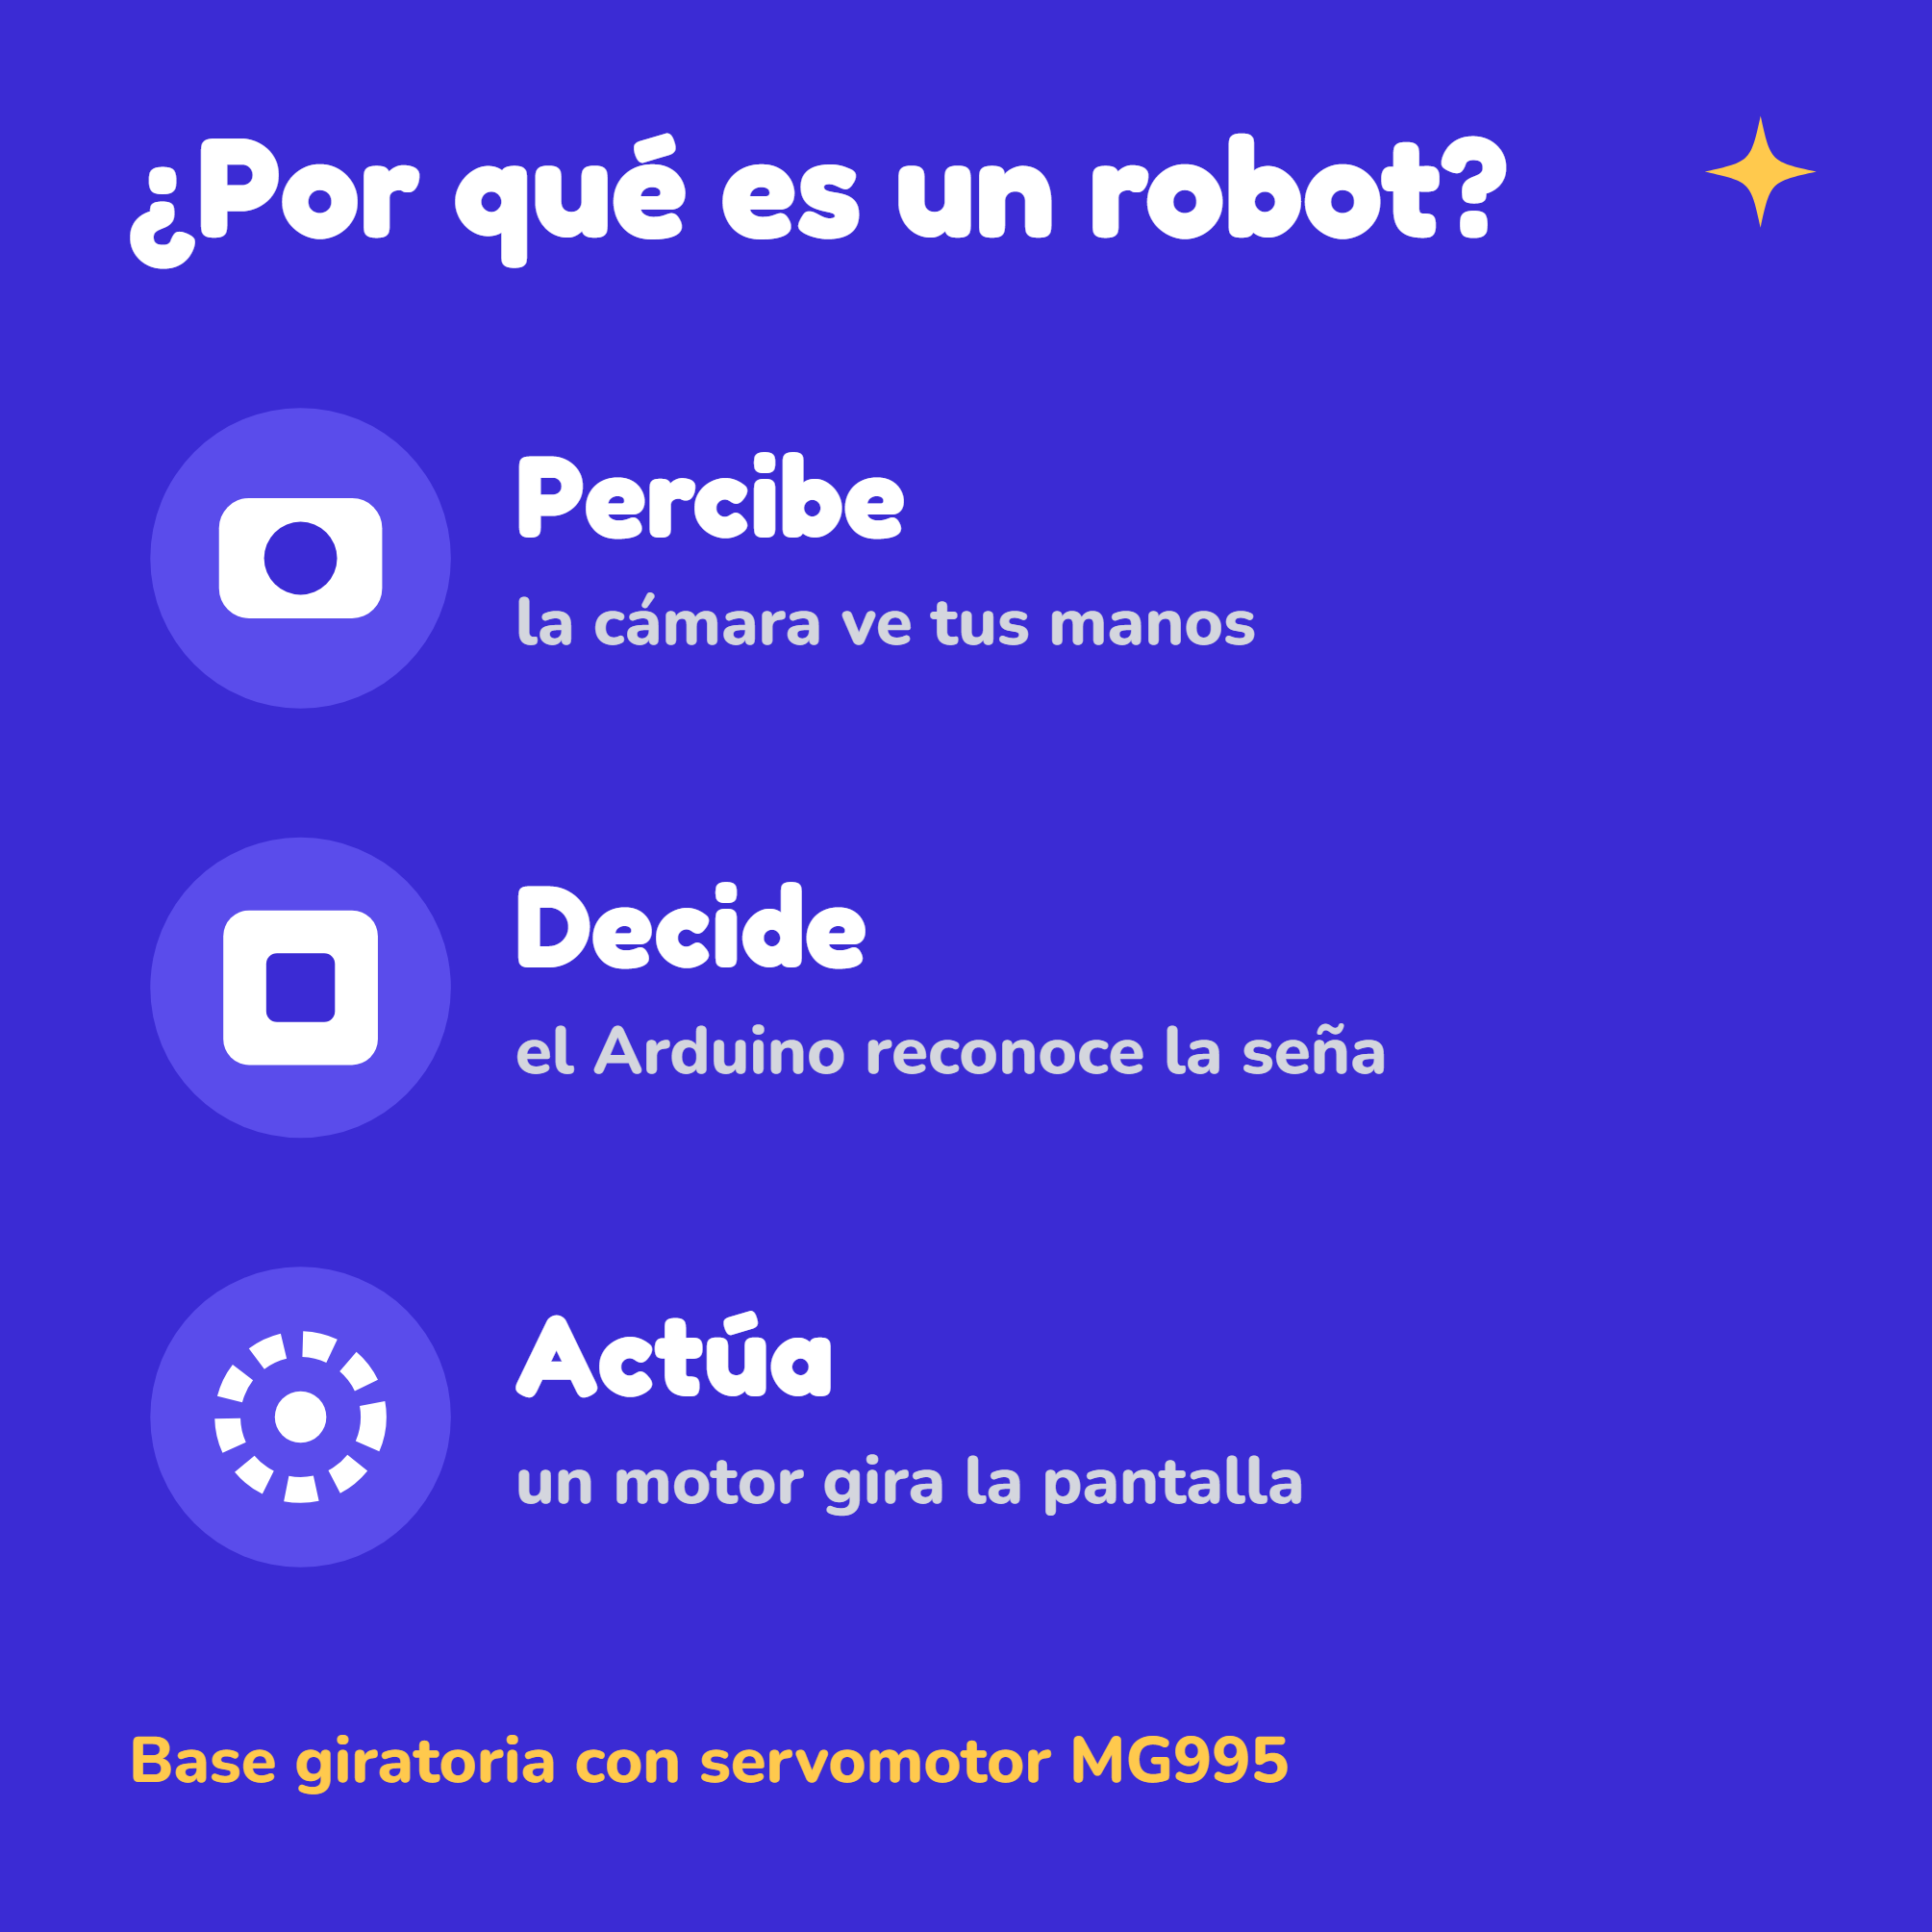 ¿Por qué es un robot?
Percibe
la cámara ve tus manos
Decide
el Arduino reconoce la seña
Actúa
un motor gira la pantalla
Base giratoria con servomotor MG995